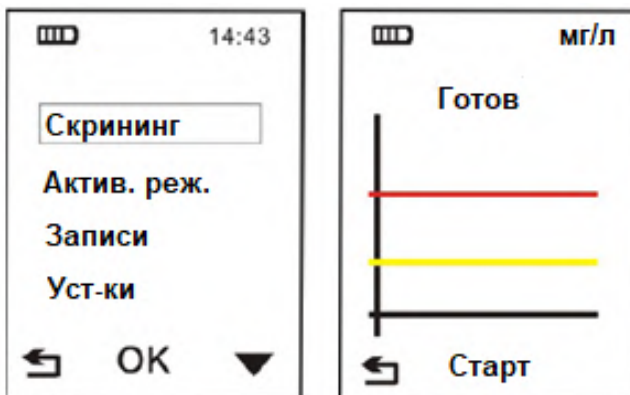 14:43
Скрининг
Актив. реж.
Записи
Уст-ки
OK
мг/л
Готов
Старт